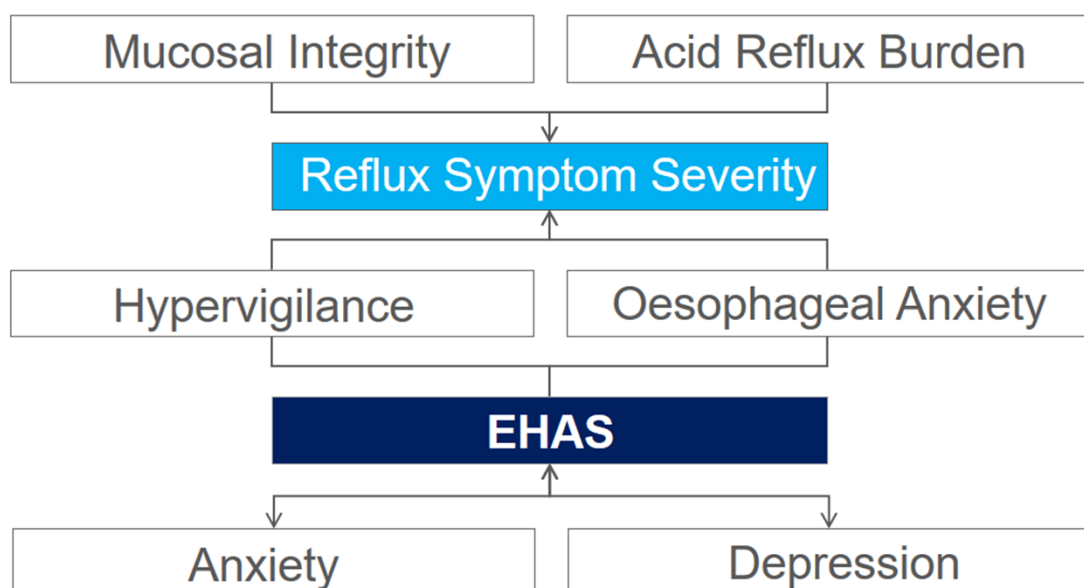 Mucosal Integrity
Acid Reflux Burden
Reflux Symptom Severity
Hypervigilance
Oesophageal Anxiety
EHAS
Anxiety
Depression